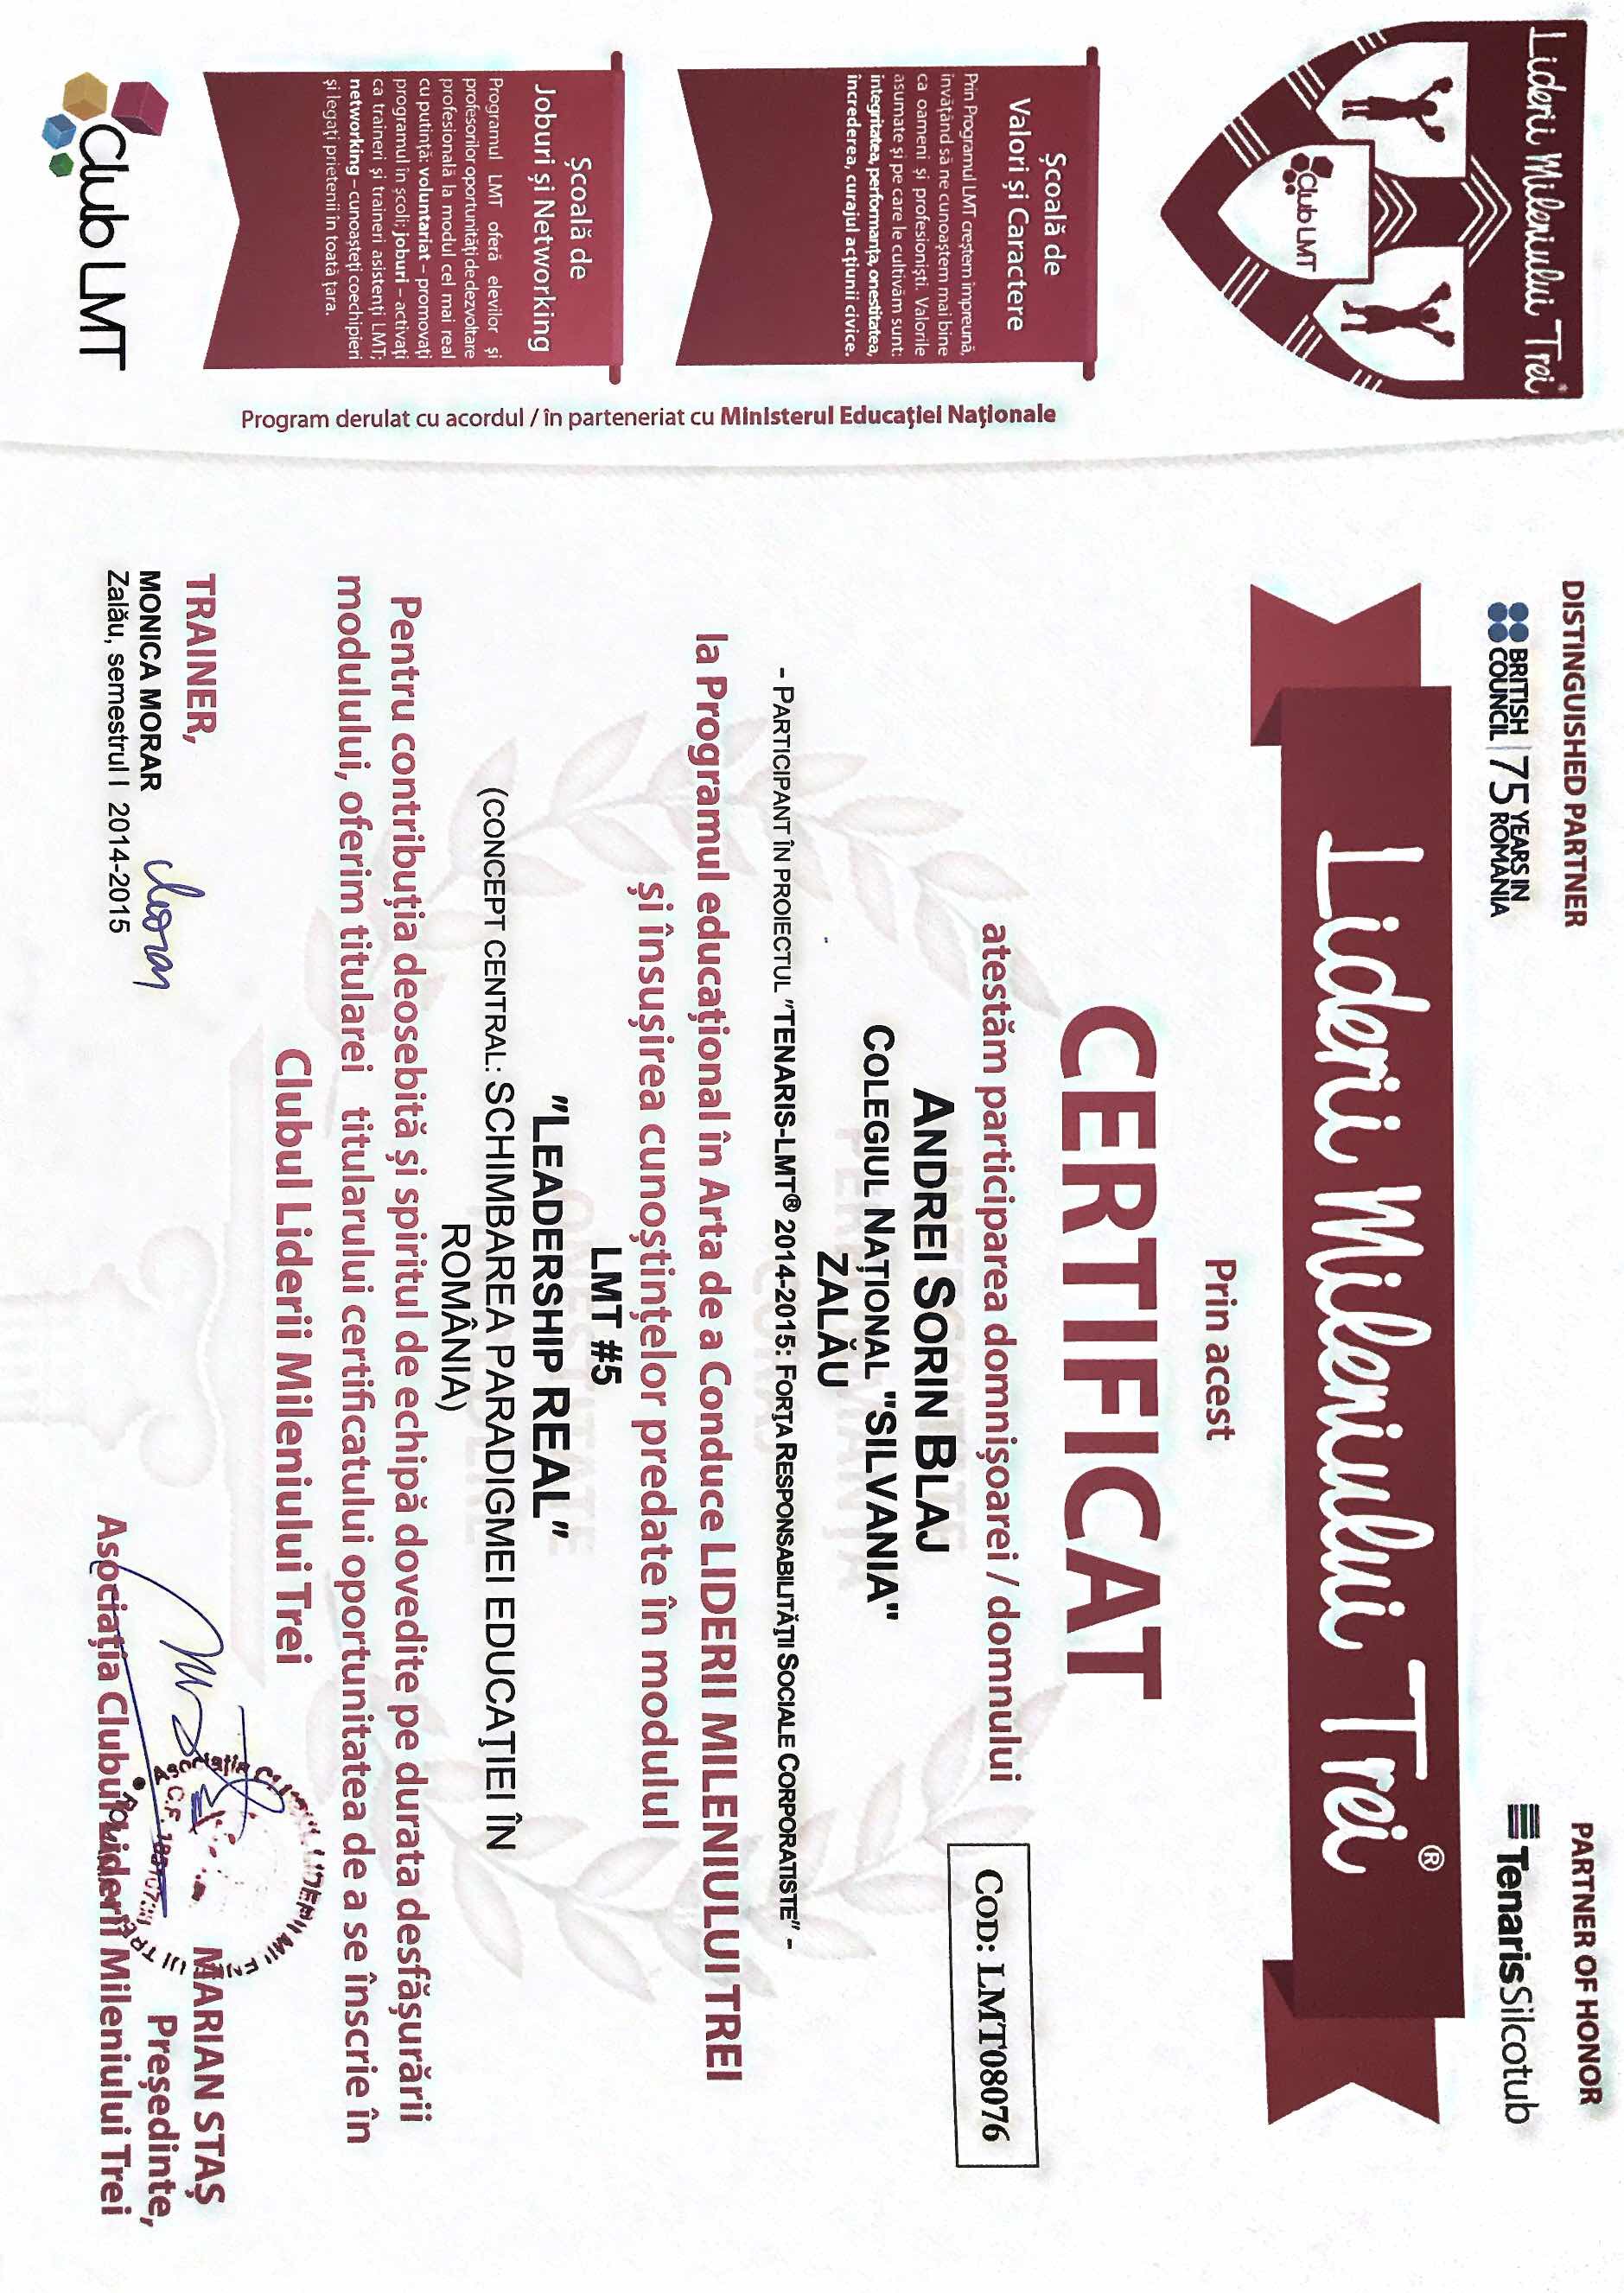 Liderii Mileniului Trei
Club LMT
Școală de
Valori și Caractere
Prin Programul LMT creștem împreună,
învățând să ne cunoaștem mai bine
ca oameni și profesioniști. Valorile
asumate și pe care le cultivăm sunt:
integritatea, performanța, onestitatea,
încrederea, curajul acțiunii civice.
Școală de
Joburi și Networking
Programul LMT oferă elevilor și
profesorilor oportunități de dezvoltare
profesională la modul cel mai real
cu putință: voluntariat – promovați
programul în școli; joburi – activați
ca traineri și traineri asistenți LMT;
networking – cunoașteți coechipieri
și legați prietenii în toată țara.
Club LMT
Program derulat cu acordul / în parteneriat cu Ministerul Educației Naționale
DISTINGUISHED PARTNER
BRITISH COUNCIL 75 YEARS IN ROMÂNIA
PARTNER OF HONOR
TenarisSilcotub
Liderii Mileniului Trei ®
Prin acest
CERTIFICAT
atestăm participarea domnișoarei / domnului
COD: LMT08076
ANDREI SORIN BLAJ
COLEGIUL NAȚIONAL "SILVANIA"
ZALĂU
- PARTICIPANT ÎN PROIECTUL "TENARIS-LMT® 2014-2015: FORȚA RESPONSABILITĂȚII SOCIALE CORPORATISTE" -
la Programul educațional în Arta de a Conduce LIDERII MILENIULUI TREI
și însușirea cunoștințelor predate în modulul
LMT #5
"LEADERSHIP REAL"
(CONCEPT CENTRAL: SCHIMBAREA PARADIGMEI EDUCAȚIEI ÎN
ROMÂNIA)
Pentru contribuția deosebită și spiritul de echipă dovedite pe durata desfășurării
modulului, oferim titularei titularului certificatului oportunitatea de a se înscrie în
Clubul Liderii Mileniului Trei
TRAINER,
MONICA MORAR
Morar
Zalău, semestrul I 2014-2015
MARIAN STAȘ
Președinte,
Asociația Clubul Liderii Mileniului Trei